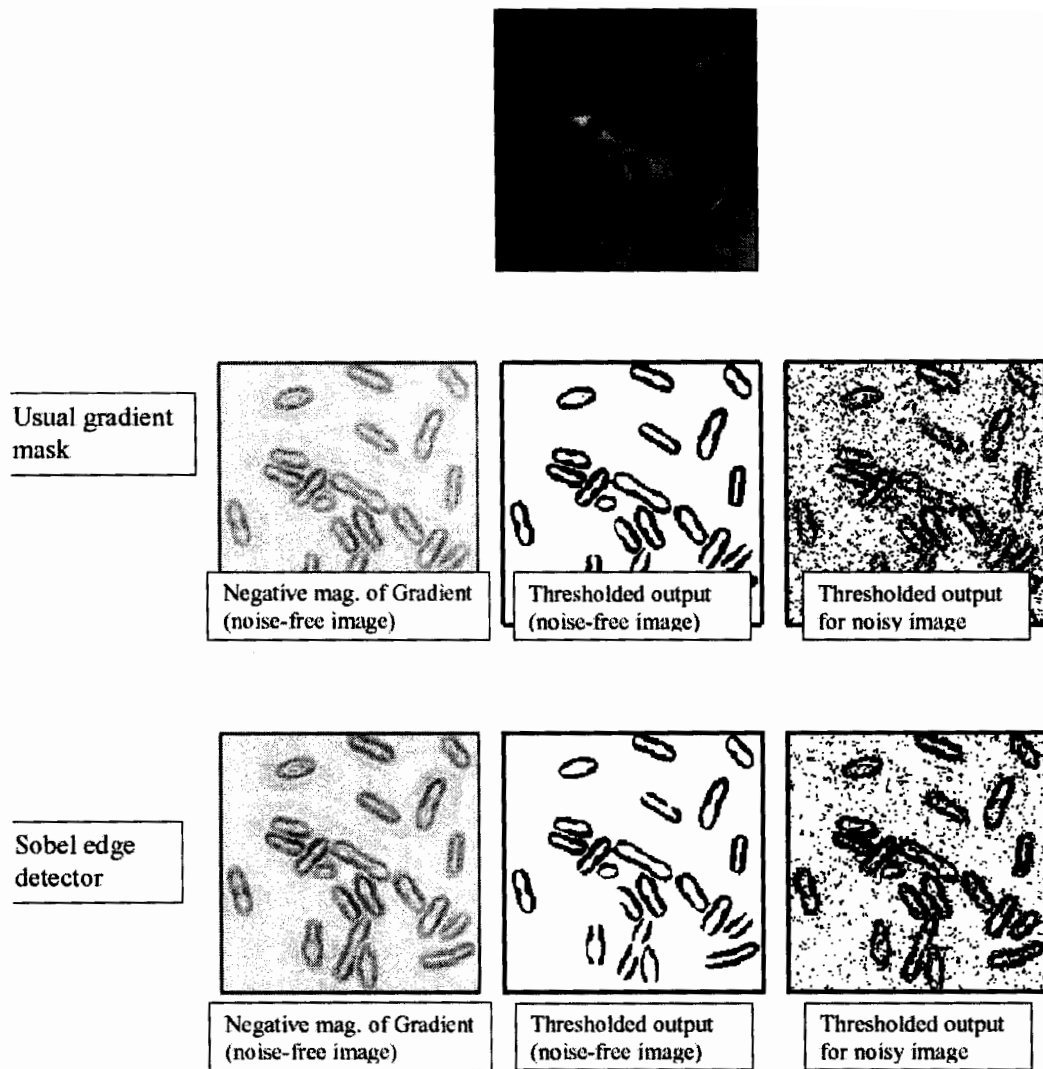 Usual gradient
mask
Negative mag. of Gradient
(noise-free image)
Thresholded output
(noise-free image)
Thresholded output
for noisy image
Sobel edge
detector
Negative mag. of Gradient
(noise-free image)
Thresholded output
(noise-free image)
Thresholded output
for noisy image